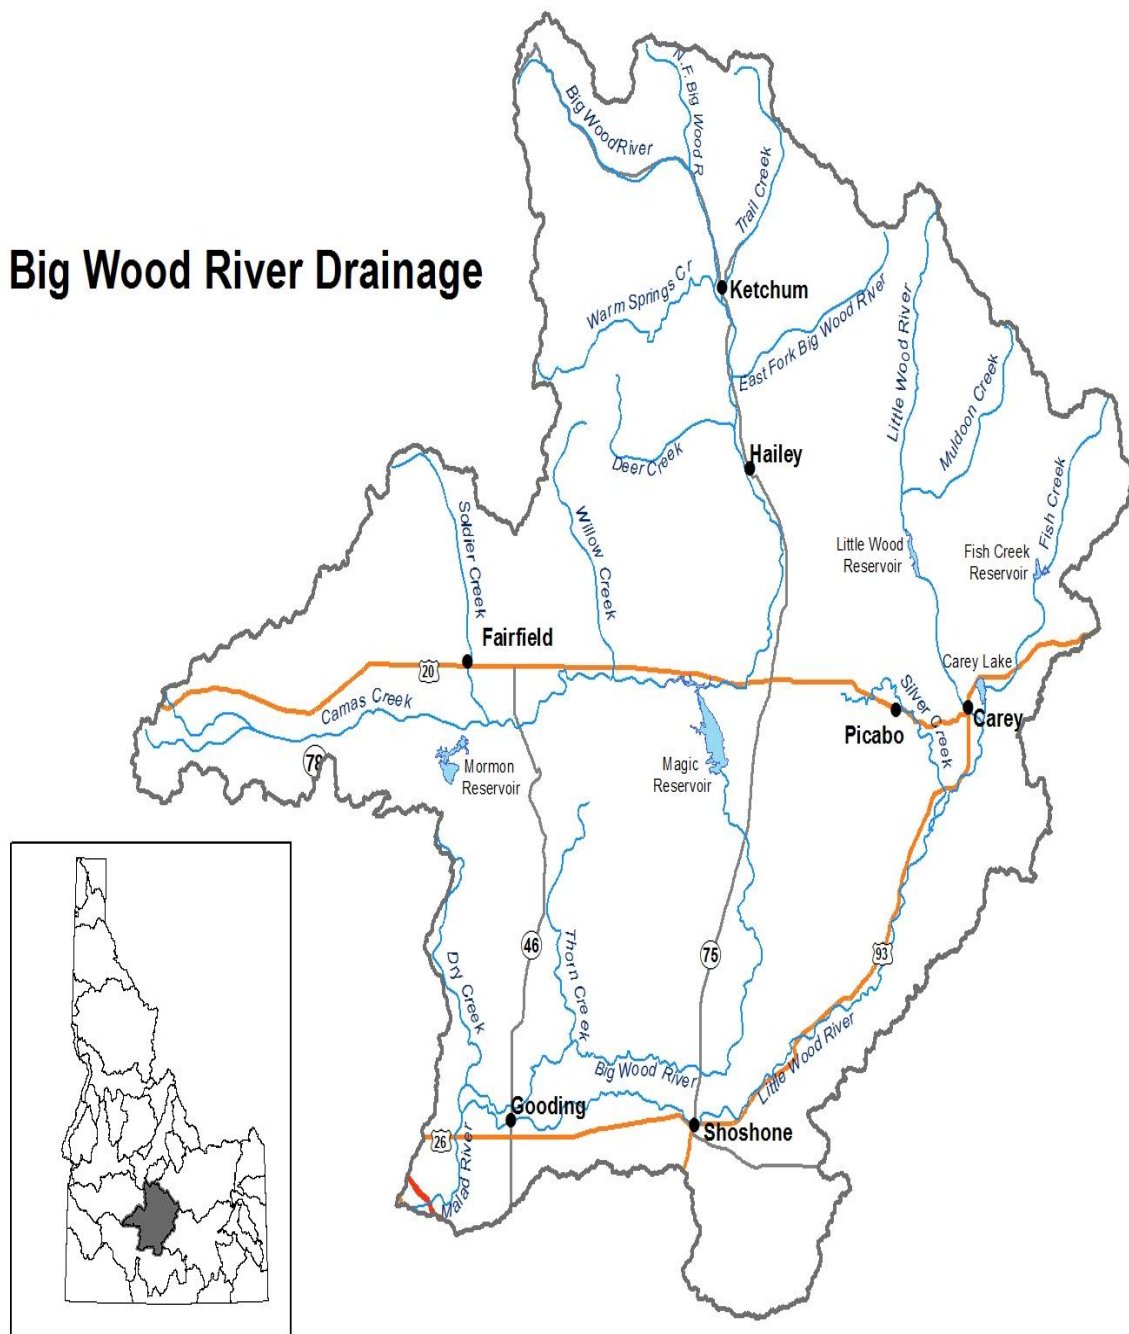 N.F. Big Wood R
Big Wood River
Trail Creek
Big Wood River Drainage
Warm Springs Cr
Ketchum
East Fork Big Wood River
Little Wood River
Muldoon Creek
Deer Creek
Hailey
Fish Creek
Soldier Creek
Willow Creek
Little Wood
Reservoir
Fish Creek
Reservoir
Fairfield
20
Carey Lake
Camas Creek
Silver Creek
Picabo
Carey
78
Mormon
Reservoir
Magic
Reservoir
46
75
93
Dry Creek
Thorn Creek
Big Wood River
Little Wood River
Gooding
Shoshone
26
Malad River